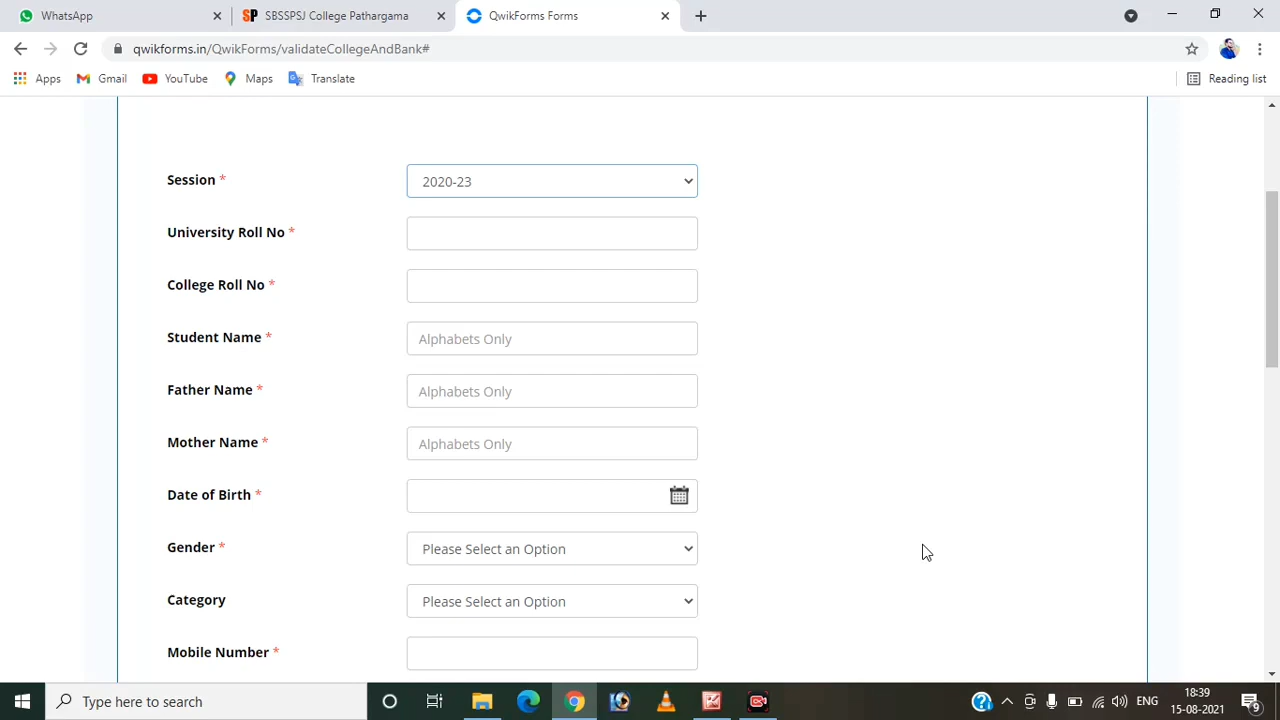 WhatsApp
SP SBSSPSJ College Pathargama
QwikForms Forms
qwikforms.in/QwikForms/validateCollegeAndBank#
Apps Gmail YouTube Maps Translate Reading list
Session * 2020-23
University Roll No *
College Roll No *
Student Name * Alphabets Only
Father Name * Alphabets Only
Mother Name * Alphabets Only
Date of Birth *
Gender * Please Select an Option
Category Please Select an Option
Mobile Number *
Type here to search
ENG
18:39
15-08-2021
9